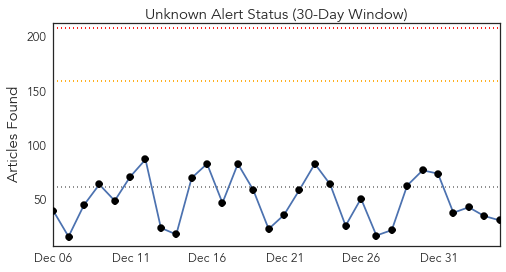 Unknown Alert Status (30-Day Window)
Articles Found
200
150
100
50
Dec 06 Dec 11 Dec 16 Dec 21 Dec 26 Dec 31